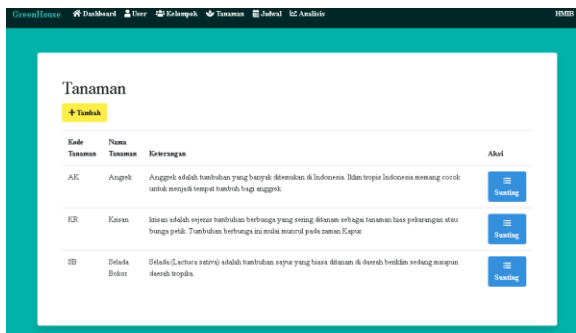 GreenHouse Dashboard User Kelompok Tanaman Jadwal Analisis HMIB
Tanaman
+ Tambah
Kode Tanaman Nama Tanaman Keterangan Aksi
AK Angrek Anggrek adalah tumbuhan yang banyak ditemukan di Indonesia. Iklim tropis Indonesia memang cocok
untuk menjadi tempat tumbuh bagi anggrek.
Sunting
KR Krisan krisan adalah sejenis tumbuhan berbunga yang sering ditanam sebagai tanaman hias pekarangan atau
bunga petik. Tumbuhan berbunga ini mulai muncul pada zaman Kapur.
Sunting
SB Selada Bokor Selada (Lactuca sativa) adalah tumbuhan sayur yang biasa ditanam di daerah beriklim sedang maupun
daerah tropika.
Sunting